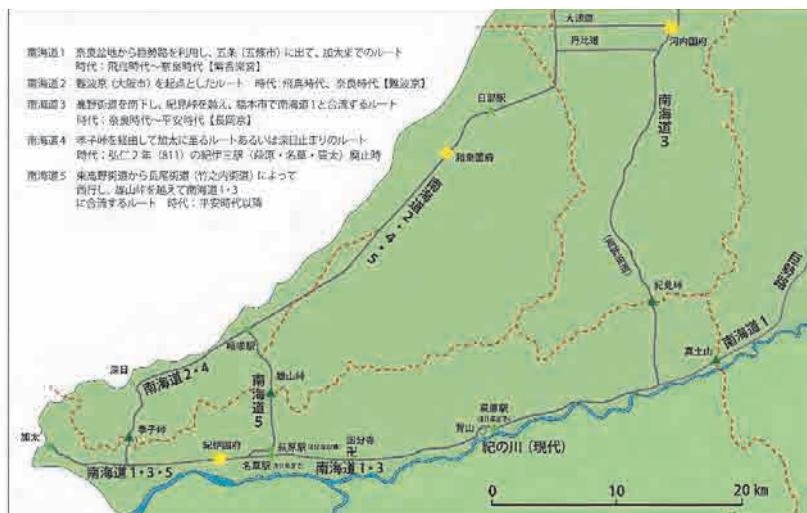 南海道1 奈良盆地から巨勢路を利用し、五条（五條市）に出て、加太までのルート
時代：飛鳥時代～奈良時代
南海道2 難波京（大阪市）を起点としたルート 時代：飛鳥時代、奈良時代【難波京】
南海道3 高野街道を南下し、紀見峠を越え、橋本市で南海道1と合流するルート
時代：奈良時代～平安時代【長岡京】
南海道4 孝子峠を経由して加太に至るルートあるいは深日止まりのルート
時代：弘仁2年（811）の紀伊三駅（萩原・名草・賀太）廃止時
南海道5 東高野街道から長尾街道（竹之内街道）によって
西行し、雄山峠を越えて南海道1・3
に合流するルート 時代：平安時代以降
大津道
丹比道
河内国府
日部駅
和泉国府
南海道3
南海道2・4・5
（高野街道）
紀見峠
巨勢路
南海道1
真土山
深日
南海道2・4
南海道5
雄山峠
孝子峠
加太
紀伊国府
萩原駅
名草駅
国分寺
卍
背山
萩原駅
紀の川（現代）
南海道1・3・5
南海道1・3
0 10 20 km